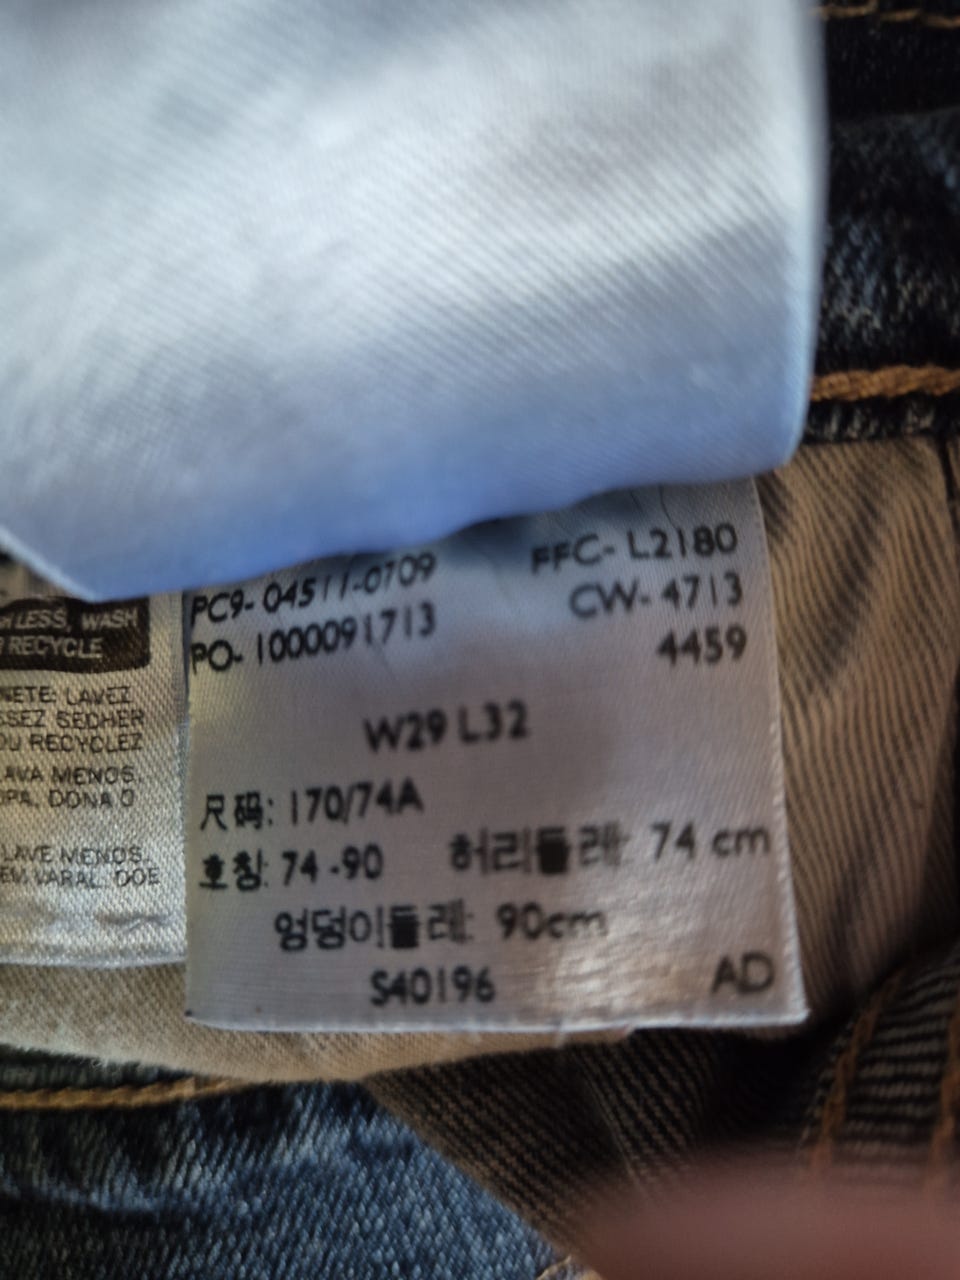 LESS, WASH
RECYCLE
LAVEZ
SECHER
OU RECYCLEZ
LAVA MENOS.
DONA O
LAVE MENOS.
VARAL. DOE
PC9- 04511-0709
FFC- L2180
PO- 1000091713
CW- 4713
4459
W29 L32
尺码: 170/74A
호칭: 74 -90
허리둘레: 74 cm
엉덩이둘레: 90cm
S40196
AD